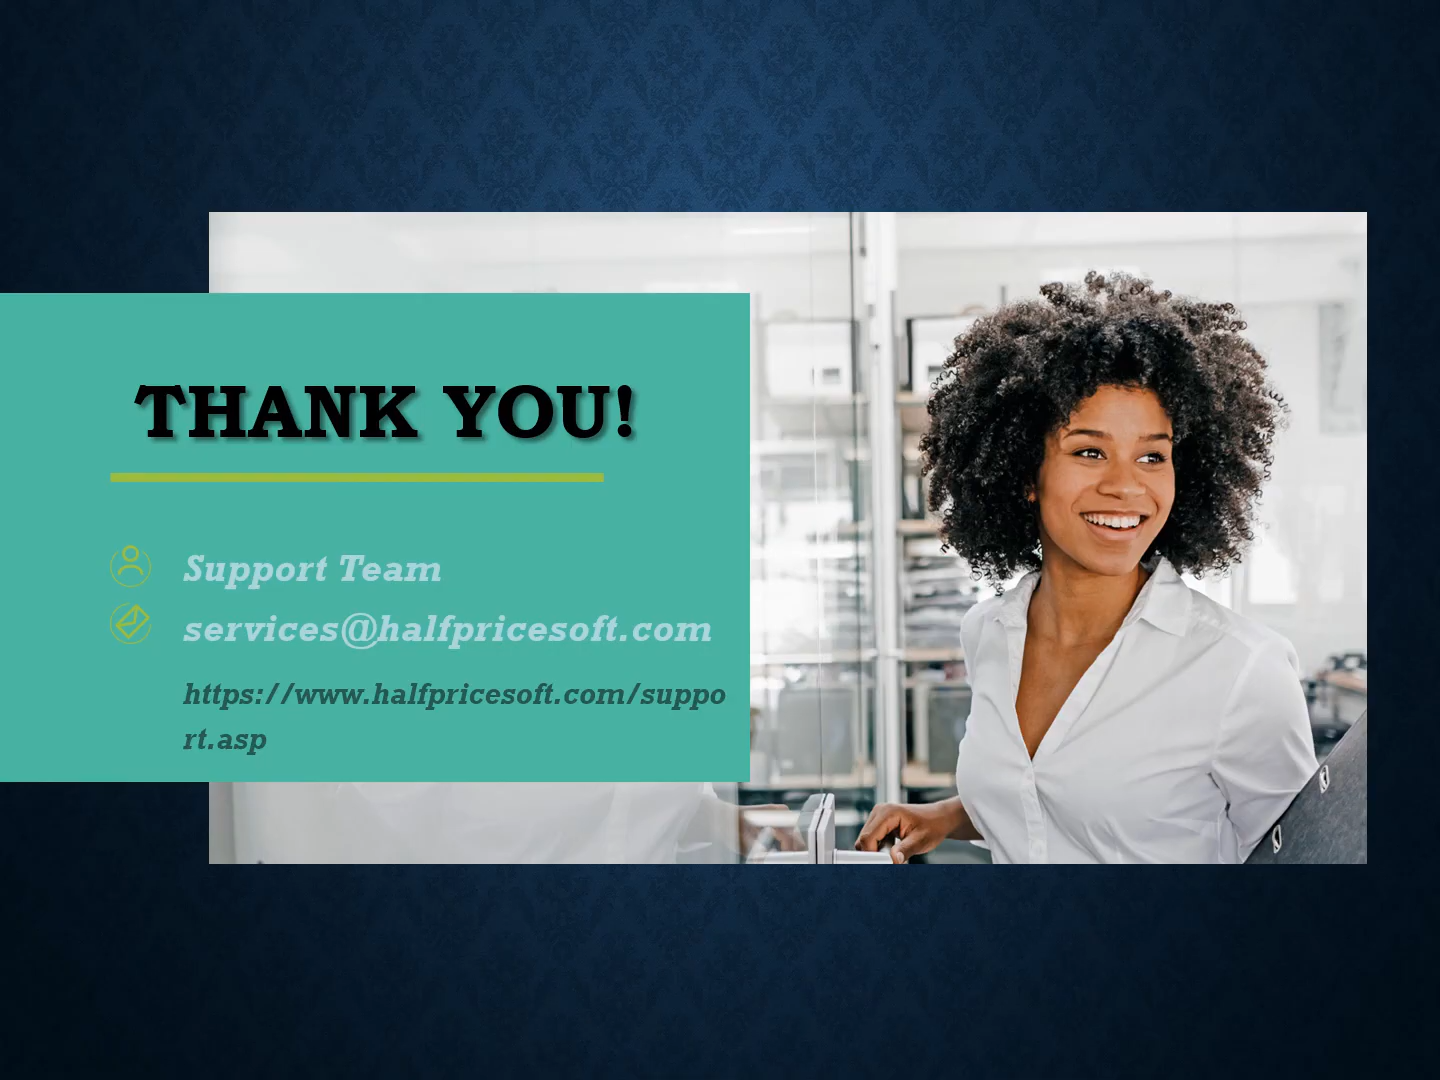 THANK YOU!
Support Team
services@halfpricesoft.com
https://www.halfpricesoft.com/suppo
rt.asp